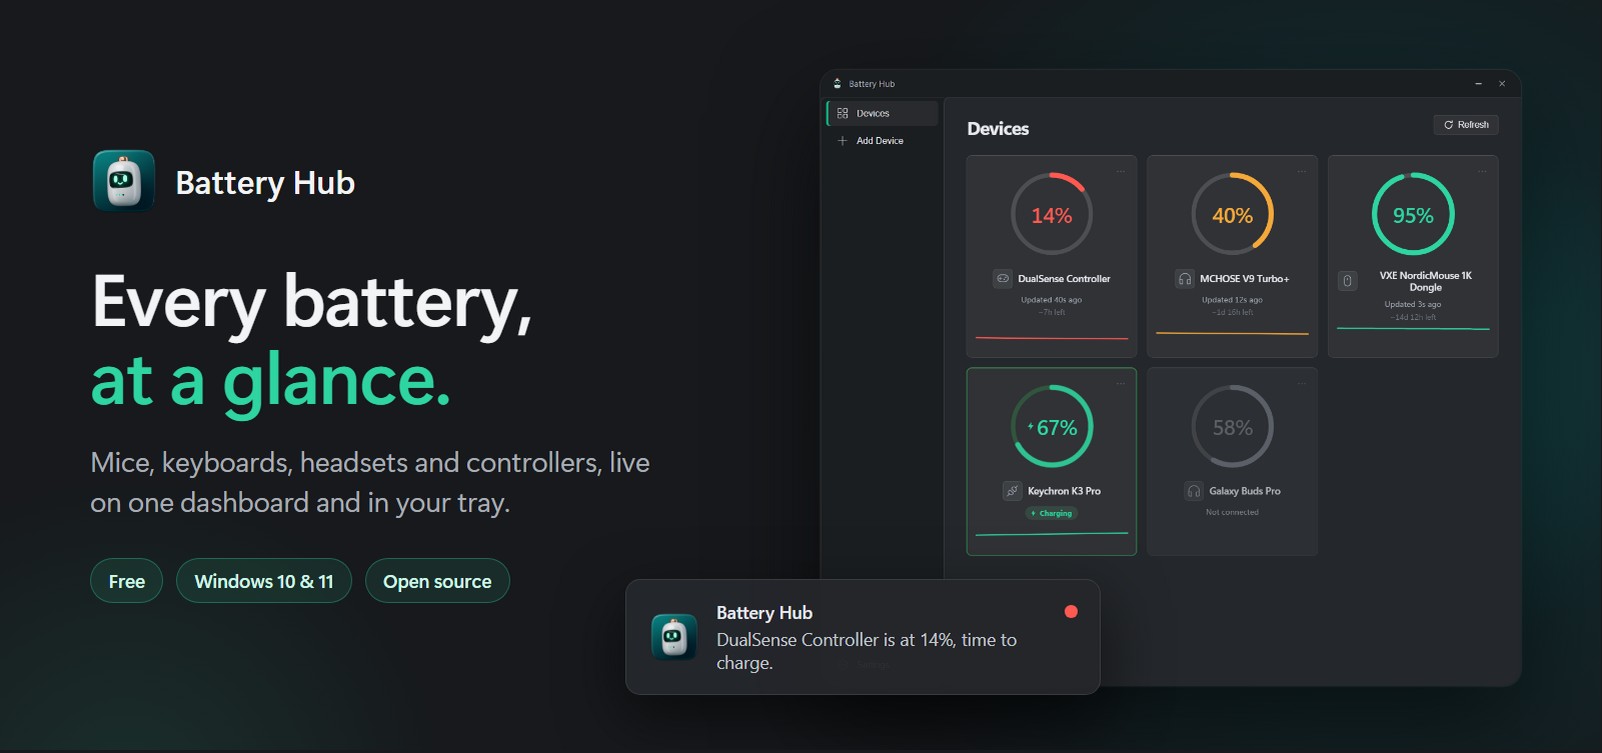 Battery Hub
Every battery,
at a glance.
Mice, keyboards, headsets and controllers, live
on one dashboard and in your tray.
Free
Windows 10 & 11
Open source
Battery Hub
Devices
Add Device
Devices
Refresh
14%
DualSense Controller
Updated 40s ago
~7h left
40%
MCHOSE V9 Turbo+
Updated 12s ago
~1d 16h left
95%
VXE NordicMouse 1K
Dongle
Updated 3s ago
~14d 12h left
67%
Keychron K3 Pro
Charging
58%
Galaxy Buds Pro
Not connected
Battery Hub
DualSense Controller is at 14%, time to
charge.